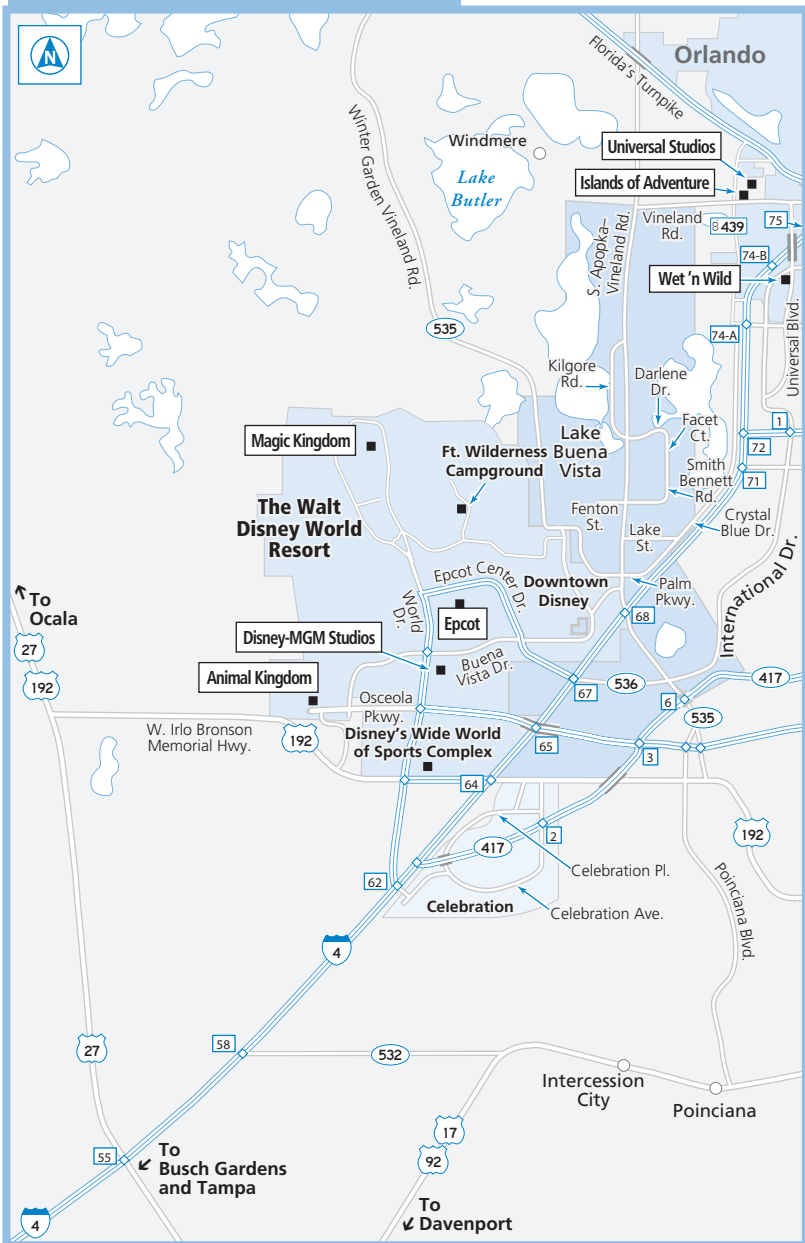 N
Orlando
Florida's Turnpike
Windmere
Lake
Butler
Winter Garden Vineland Rd.
Universal Studios
Islands of Adventure
S. Apopka–
Vineland Rd.
Vineland
Rd.
439
75
74-B
Wet 'n Wild
535
74-A
Universal Blvd.
Kilgore
Rd.
Darlene
Dr.
Facet
Ct.
1
72
71
Magic Kingdom
Ft. Wilderness
Campground
Lake
Buena
Vista
Smith
Bennett
Rd.
The Walt
Disney World
Resort
Fenton
St.
Lake
St.
Crystal
Blue Dr.
International Dr.
Epcot Center Dr.
Downtown
Disney
Palm
Pkwy.
To
Ocala
World
Dr.
Epcot
68
27
192
Disney-MGM Studios
Buena
Vista Dr.
Animal Kingdom
67
536
417
6
535
Osceola
Pkwy.
W. Irlo Bronson
Memorial Hwy.
192
Disney's Wide World
of Sports Complex
65
3
64
192
2
417
62
Celebration Pl.
Celebration
Celebration Ave.
Poinciana Blvd.
4
27
58
532
Intercession
City
Poinciana
17
92
55
To
Busch Gardens
and Tampa
To
Davenport
4